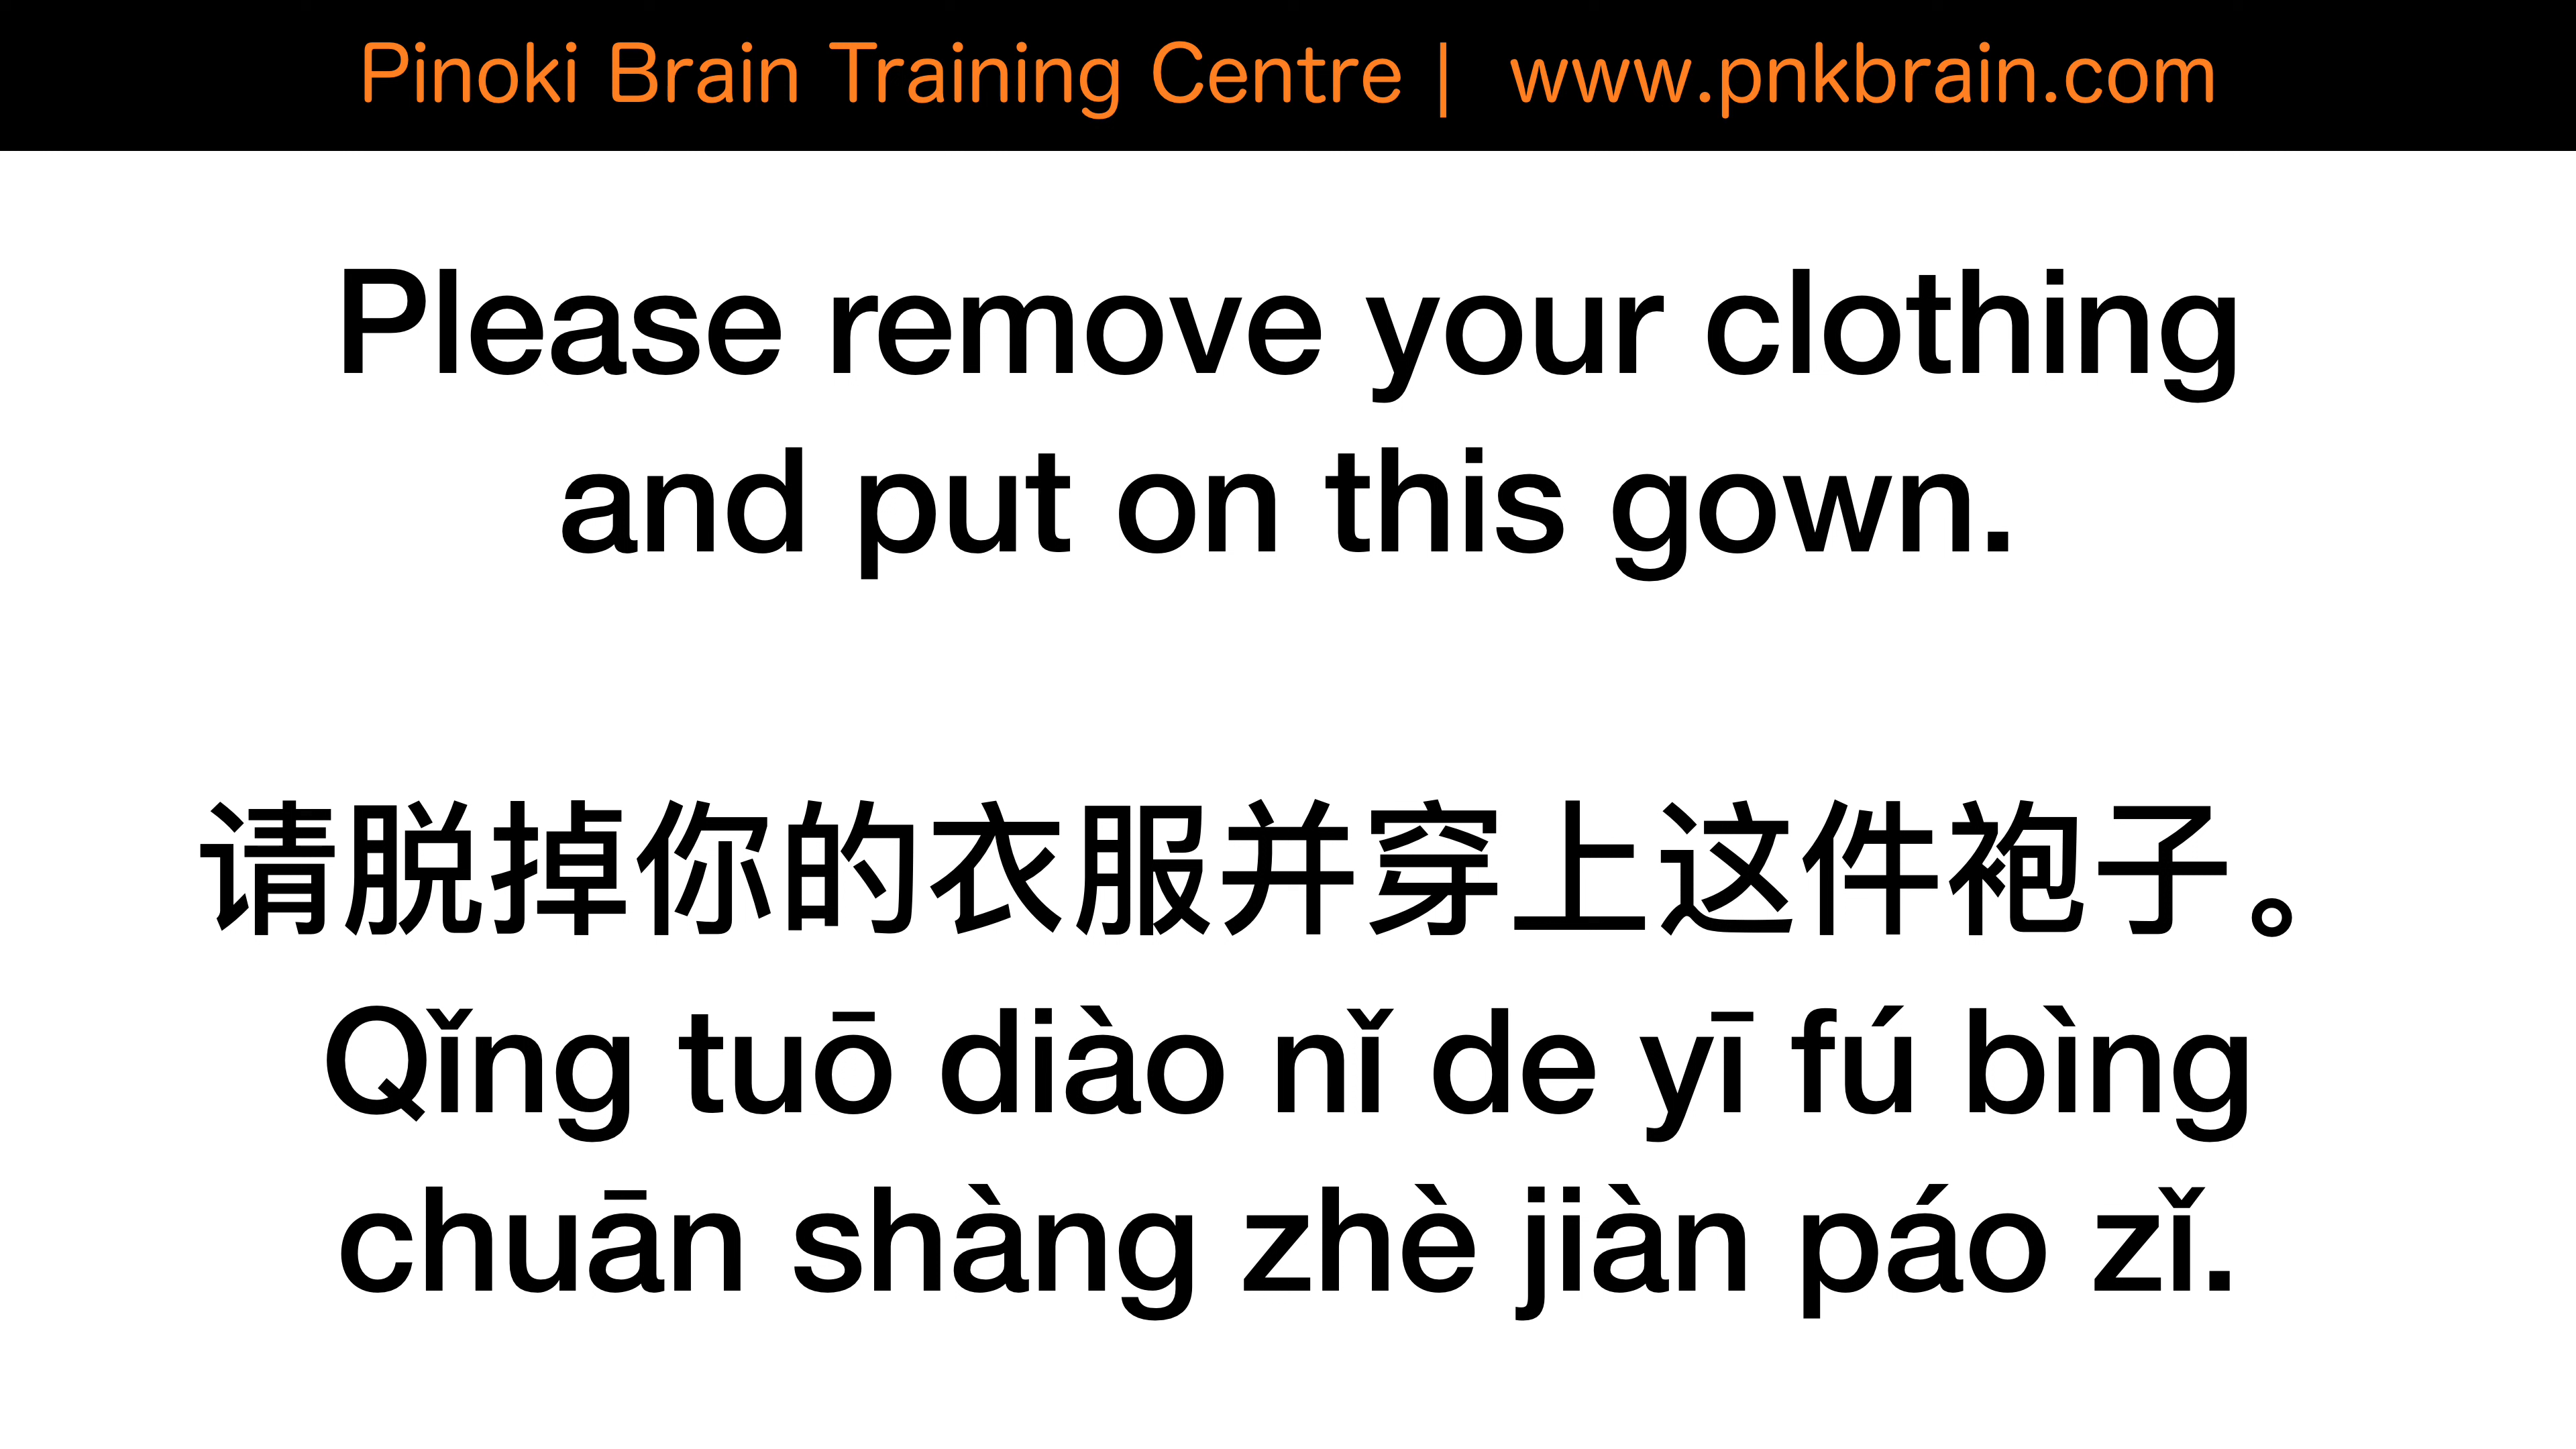 Pinoki Brain Training Centre | www.pnkbrain.com
Please remove your clothing
and put on this gown.
请脱掉你的衣服并穿上这件袍子。
Qǐng tuō diào nǐ de yī fú bìng
chuān shàng zhè jiàn páo zǐ.